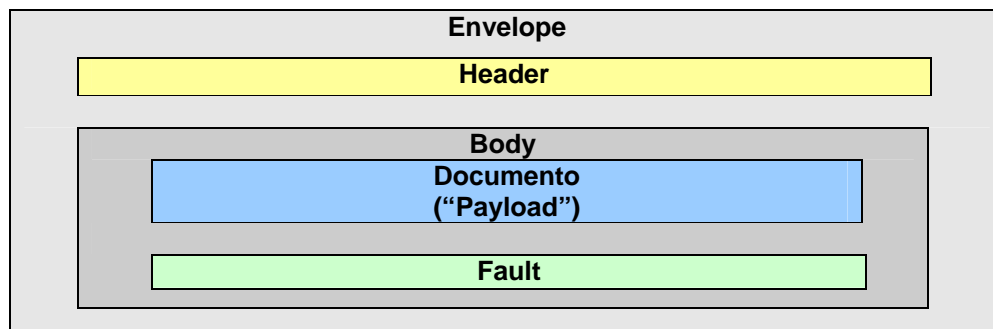 Envelope
Header
Body
Documento
(“Payload”)
Fault